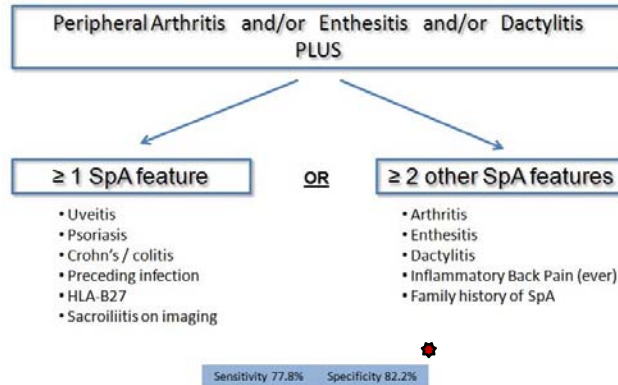 Peripheral Arthritis and/or Enthesitis and/or Dactylitis
PLUS
≥ 1 SpA feature
• Uveitis
• Psoriasis
• Crohn's / colitis
• Preceding infection
• HLA-B27
• Sacroiliitis on imaging
OR
≥ 2 other SpA features
• Arthritis
• Enthesitis
• Dactylitis
• Inflammatory Back Pain (ever)
• Family history of SpA
Sensitivity 77.8% Specificity 82.2%